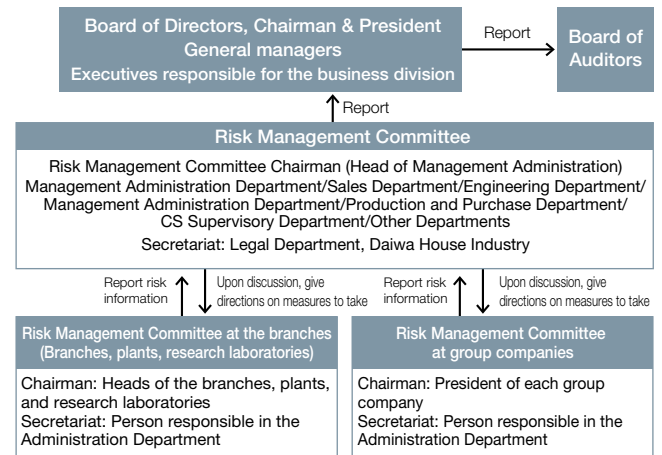 Board of Directors, Chairman & President
General managers
Executives responsible for the business division
Report
Board of
Auditors
Report
Risk Management Committee
Risk Management Committee Chairman (Head of Management Administration)
Management Administration Department/Sales Department/Engineering Department/
Management Administration Department/Production and Purchase Department/
CS Supervisory Department/Other Departments
Secretariat: Legal Department, Daiwa House Industry
Report risk
information
Upon discussion, give
directions on measures to take
Report risk
information
Upon discussion, give
directions on measures to take
Risk Management Committee at the branches
(Branches, plants, research laboratories)
Chairman: Heads of the branches, plants,
and research laboratories
Secretariat: Person responsible in the
Administration Department
Risk Management Committee
at group companies
Chairman: President of each group
company
Secretariat: Person responsible in the
Administration Department